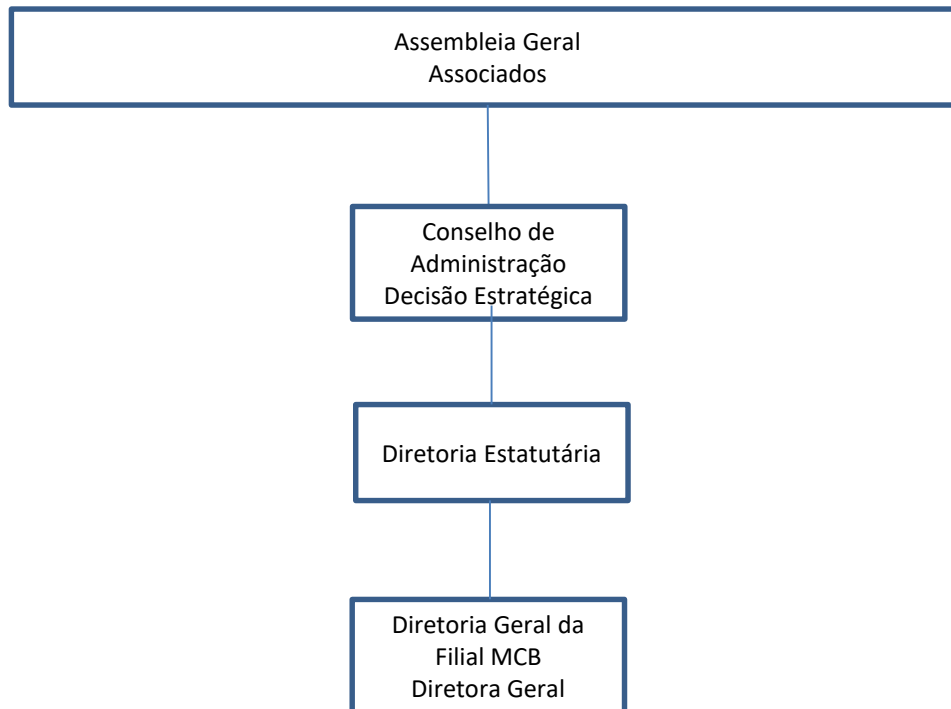 Assembleia Geral
Associados
Conselho de
Administração
Decisão Estratégica
Diretoria Estatutária
Diretoria Geral da
Filial MCB
Diretora Geral